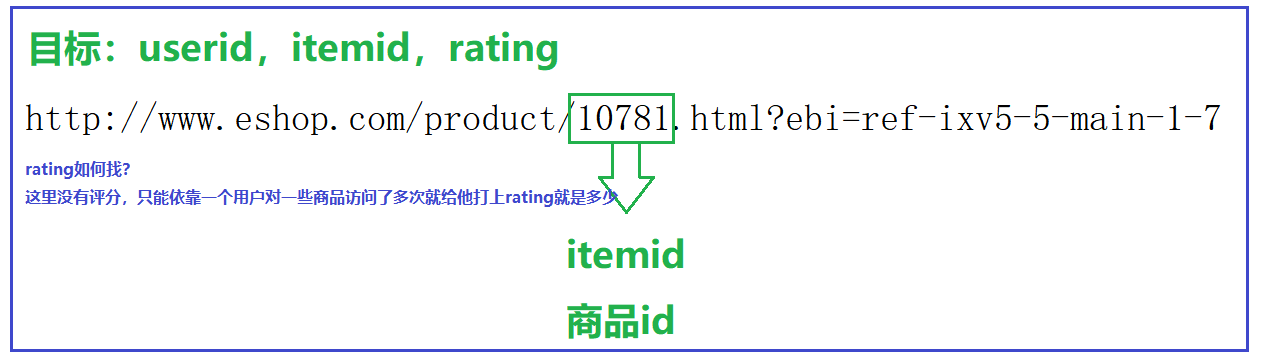 目标：userid，itemid，rating
http://www.eshop.com/product/10781.html?ebi=ref-ixv5-5-main-1-7
rating如何找？
这里没有评分，只能依靠一个用户对一些商品访问了多次就给他打上rating就是多少
itemid
商品id